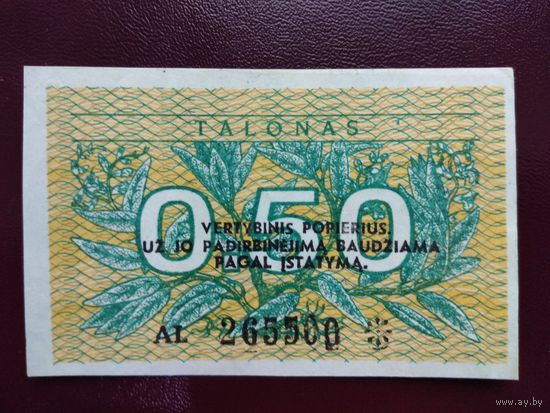 TALONAS
0,50
VERTYBINIS POPIERIUS.
UŽ JO PADIRBINĖJIMĄ BAUDŽIAMA
PAGAL ĮSTATYMĄ.
AL 265500
www.ay.by